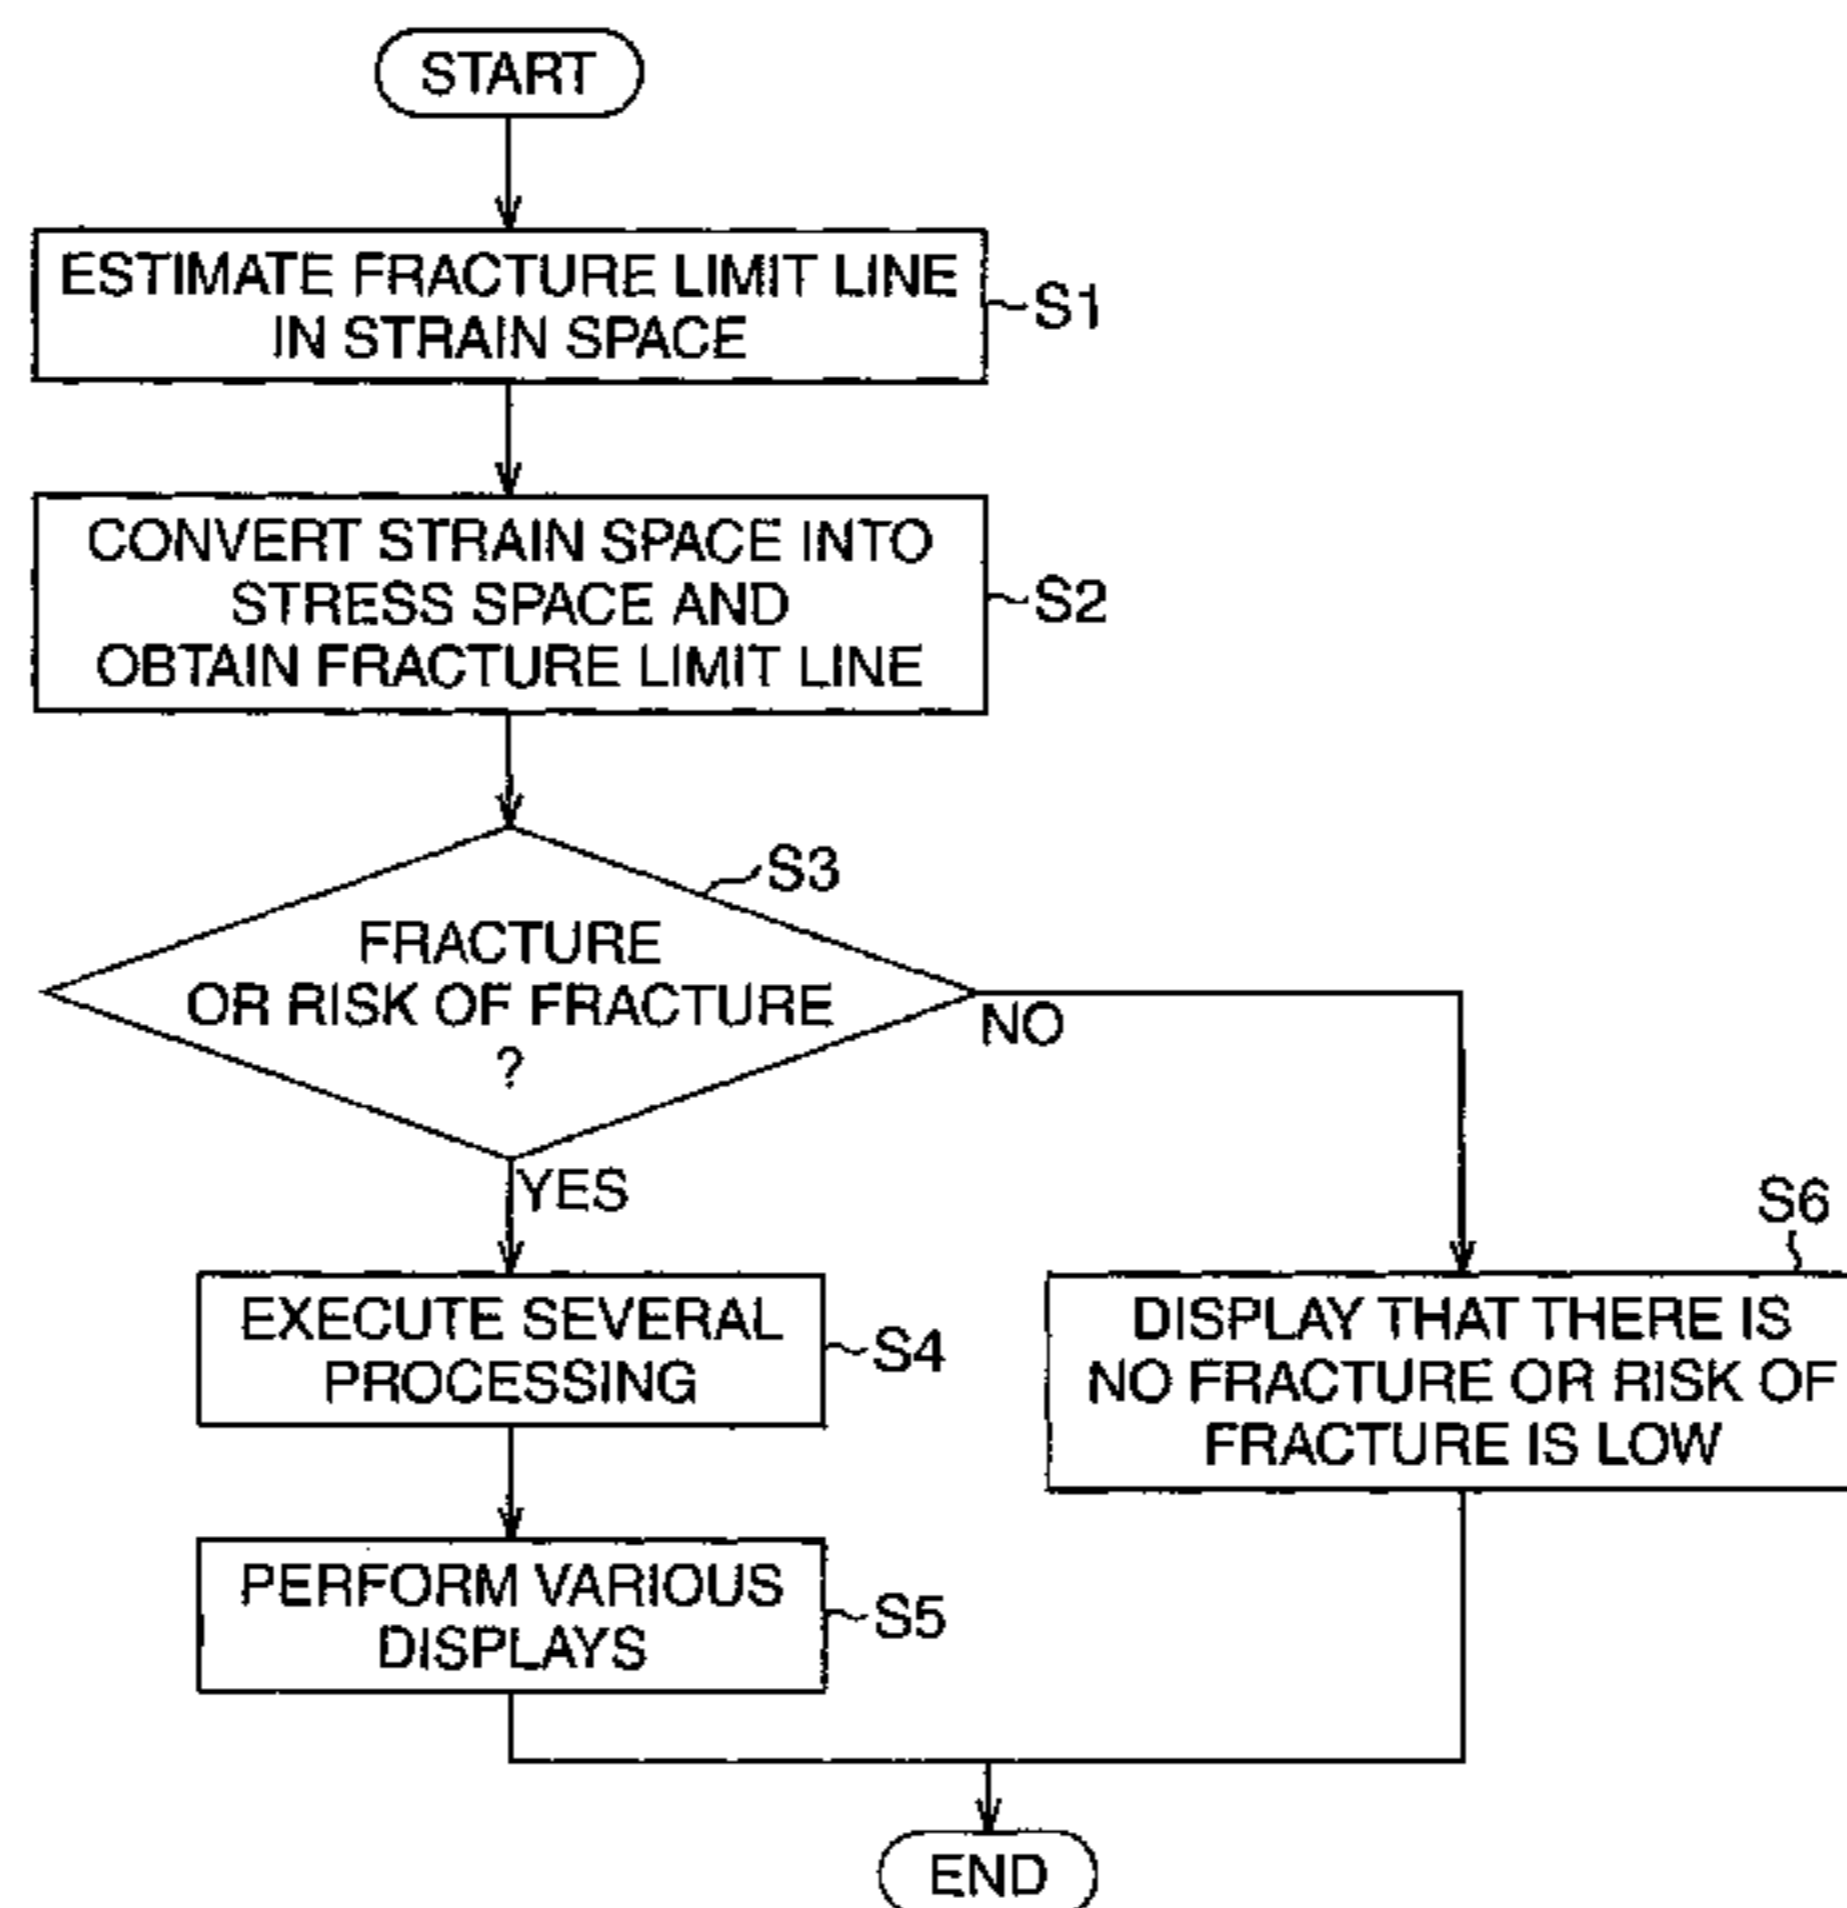 START
ESTIMATE FRACTURE LIMIT LINE
IN STRAIN SPACE
S1
CONVERT STRAIN SPACE INTO
STRESS SPACE AND
OBTAIN FRACTURE LIMIT LINE
S2
S3
FRACTURE
OR RISK OF FRACTURE
?
NO
YES
EXECUTE SEVERAL
PROCESSING
S4
S6
DISPLAY THAT THERE IS
NO FRACTURE OR RISK OF
FRACTURE IS LOW
PERFORM VARIOUS
DISPLAYS
S5
END